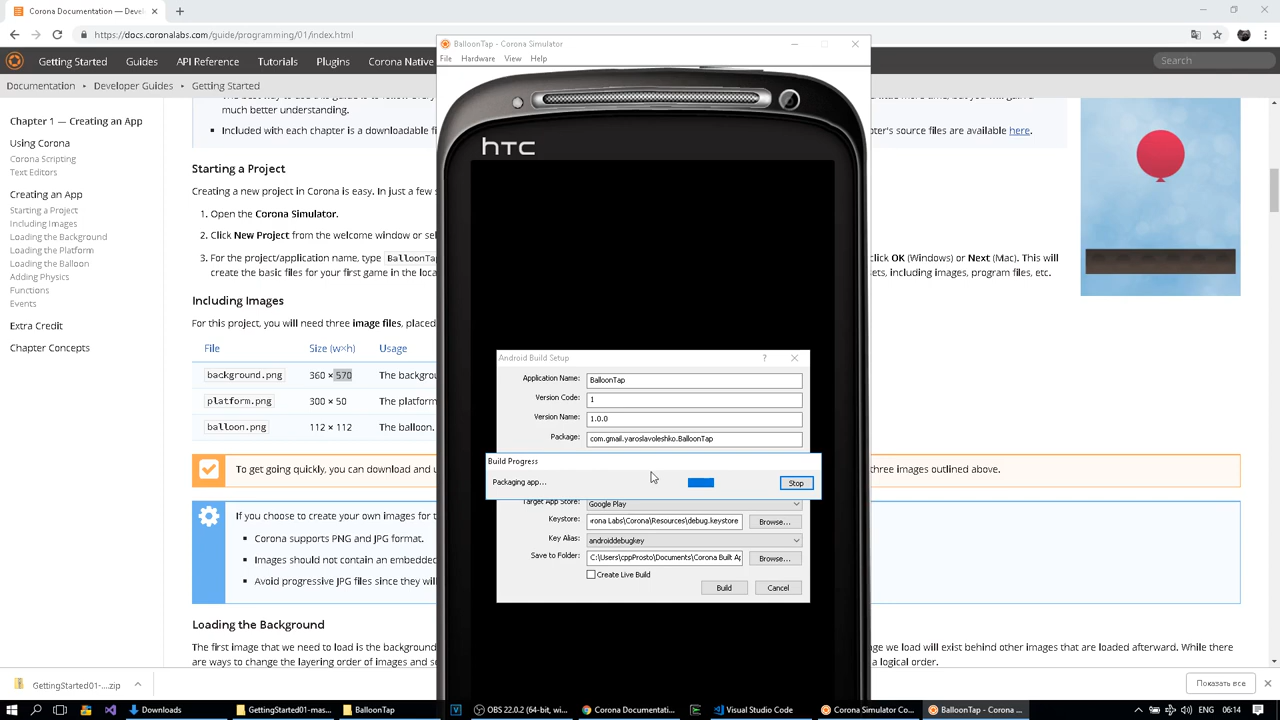 Corona Documentation — Devel
docs.coronalabs.com/guide/programming/01/index.html
Getting Started
Guides
API Reference
Tutorials
Plugins
Corona Native
Search
Documentation ▸ Developer Guides ▸ Getting Started
BalloonTap - Corona Simulator
File Hardware View Help
htc
Chapter 1 — Creating an App
Using Corona
Corona Scripting
Text Editors
Creating an App
Starting a Project
Including Images
Loading the Background
Loading the Platform
Loading the Balloon
Adding Physics
Functions
Events
Extra Credit
Chapter Concepts
much better understanding.
• Included with each chapter is a downloadable f
pter's source files are available here.
Starting a Project
Creating a new project in Corona is easy. In just a few s
1. Open the Corona Simulator.
2. Click New Project from the welcome window or sel
3. For the project/application name, type BalloonTap
click OK (Windows) or Next (Mac). This will
create the basic files for your first game in the loca
sets, including images, program files, etc.
Including Images
For this project, you will need three image files, placed
File Size (w×h) Usage
background.png 360 × 570 The backgrou
platform.png 300 × 50 The platform
balloon.png 112 × 112 The balloon.
To get going quickly, you can download and u
three images outlined above.
If you choose to create your own images for t
• Corona supports PNG and JPG format.
• Images should not contain an embedded
• Avoid progressive JPG files since they wil
Loading the Background
The first image that we need to load is the backgroun
ge we load will exist behind other images that are loaded afterward. While there
are ways to change the layering order of images and s
a logical order.
Android Build Setup
?
Application Name: BalloonTap
Version Code: 1
Version Name: 1.0.0
Package: com.gmail.yaroslavoleshko.BalloonTap
Build Progress
Packaging app...
Stop
Target App Store: Google Play
Keystore: rona Labs\Corona\Resources\debug.keystore Browse...
Key Alias: androiddebugkey
Save to Folder: C:\Users\cppProsto\Documents\Corona Built Ap Browse...
Create Live Build
Build Cancel
GettingStarted01-....zip
Показать все
Downloads
GettingStarted01-mas...
BalloonTap
OBS 22.0.2 (64-bit, wi...
Corona Documentati...
Visual Studio Code
Corona Simulator Co...
BalloonTap - Corona ...
ENG 06:14